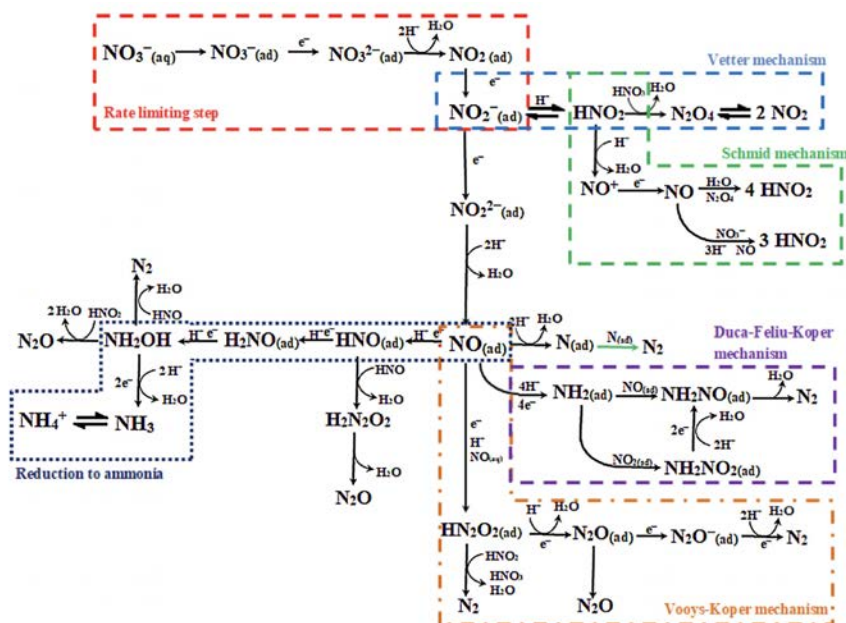 NO₃⁻(aq) NO₃⁻(ad) e⁻ NO₃²⁻(ad) 2H⁻ H₂O NO₂(ad)
Vetter mechanism
e⁻
Rate limiting step
NO₂⁻(ad) H⁻ HNO₂ HNO₃ H₂O N₂O₄ 2 NO₂
Schmid mechanism
H⁻
H₂O
e⁻
NO⁺ e⁻ NO H₂O N₂O₄ 4 HNO₂
NO₂²⁻(ad)
NO₃⁻
3H⁻ NO 3 HNO₂
2H⁻
H₂O
N₂
H₂O
HNO
2H₂O HNO₂
N₂O NH₂OH H⁻ e⁻ H₂NO(ad) H⁻ e⁻ HNO(ad) H⁻ e⁻ NO(ad) 2H⁻ H₂O N(ad) N(ad) N₂
Duca-Feliu-Koper
mechanism
2e⁻ 2H⁻
H₂O
HNO
H₂O
4H⁻
4e⁻
NH₂(ad) NO(ad) NH₂NO(ad) H₂O N₂
NH₄⁺ NH₃
H₂N₂O₂
2e⁻ H₂O
2H⁻
NO₂(ad) NH₂NO₂(ad)
Reduction to ammonia
H₂O
N₂O
e⁻
H⁻
NO(aq)
HN₂O₂(ad) H⁻ H₂O e⁻ N₂O(ad) e⁻ N₂O⁻(ad) 2H⁻ H₂O e⁻ N₂
HNO₂
HNO₃
H₂O
N₂ N₂O
Vooys-Koper mechanism